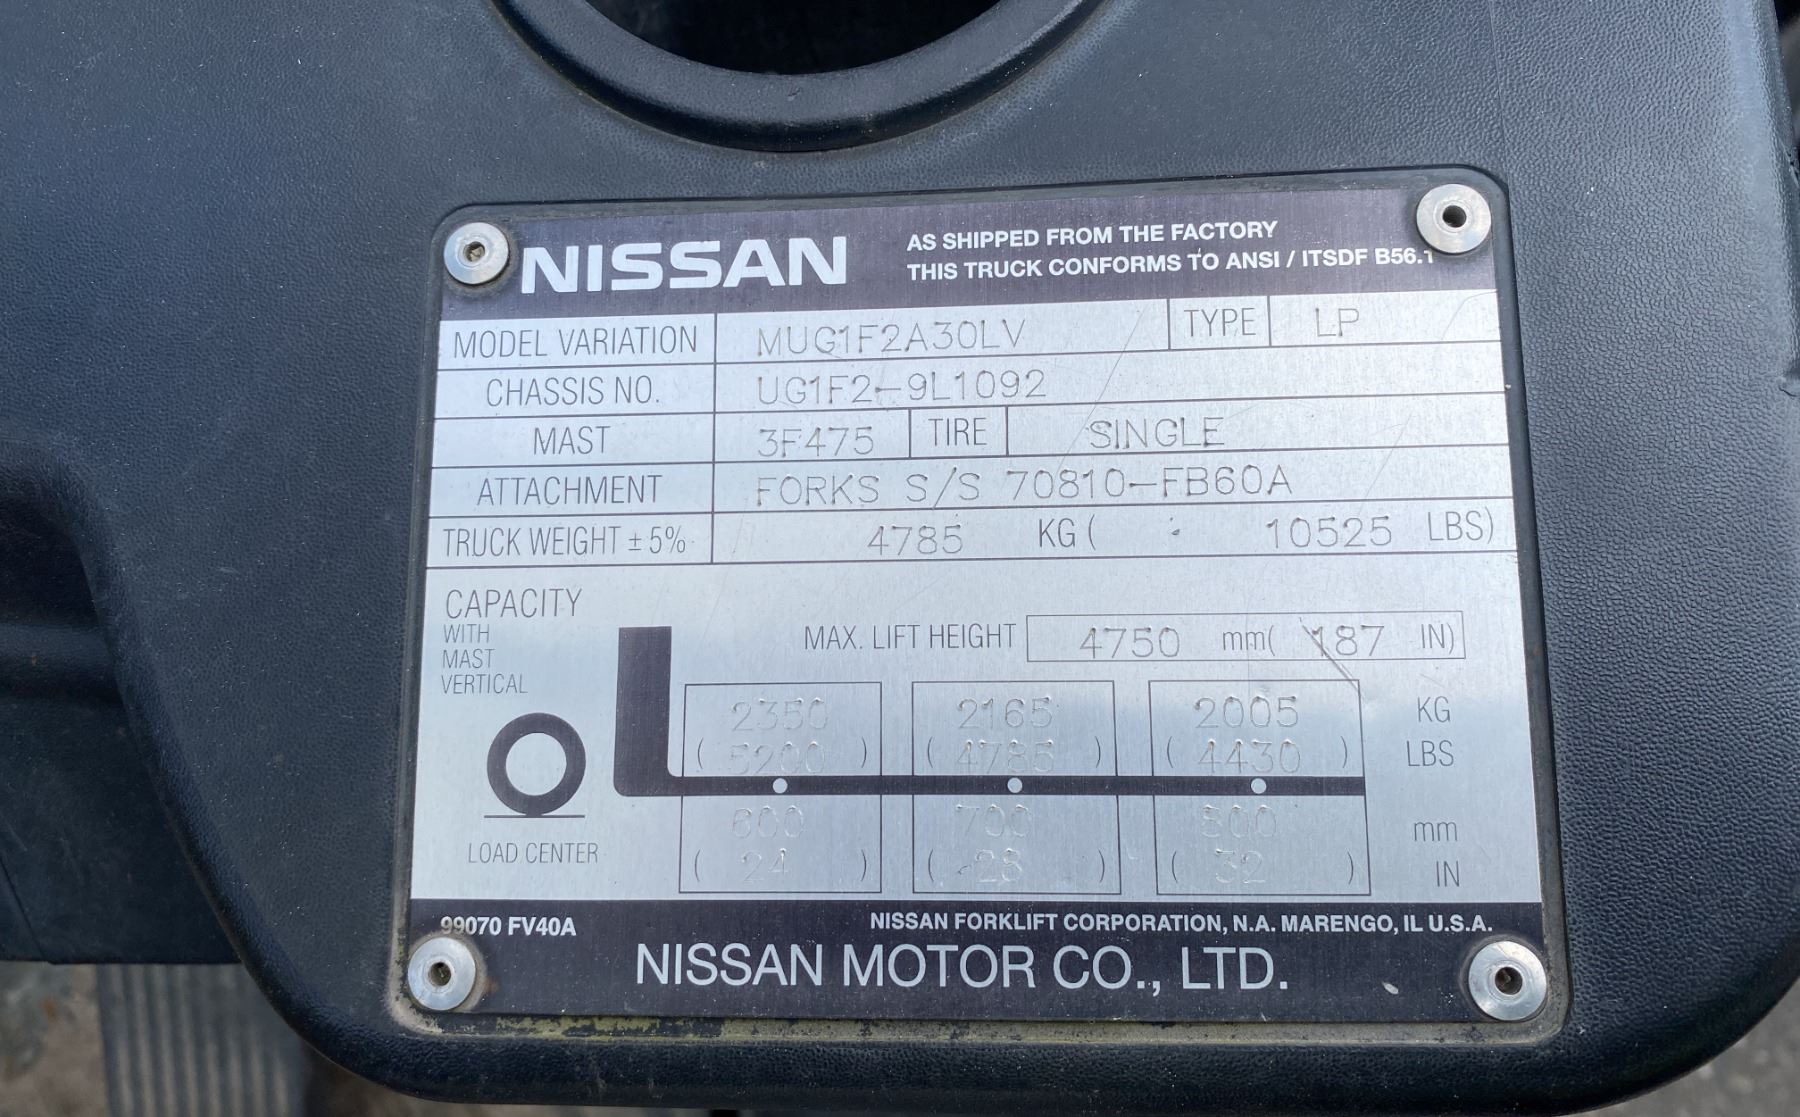 NISSAN
AS SHIPPED FROM THE FACTORY
THIS TRUCK CONFORMS TO ANSI / ITSDF B56.1
MODEL VARIATION MUG1F2A30LV TYPE LP
CHASSIS NO. UG1F2-9L1092
MAST 3F475 TIRE SINGLE
ATTACHMENT FORKS S/S 70810-FB60A
TRUCK WEIGHT ± 5% 4785 KG ( 10525 LBS)
CAPACITY
WITH
MAST
VERTICAL
MAX. LIFT HEIGHT 4750 mm( 187 IN)
2350 2165 2005 KG
( 5200 ) ( 4785 ) ( 4430 ) LBS
600 700 800 mm
( 24 ) ( 28 ) ( 32 ) IN
LOAD CENTER
99070 FV40A
NISSAN FORKLIFT CORPORATION, N.A. MARENGO, IL U.S.A.
NISSAN MOTOR CO., LTD.